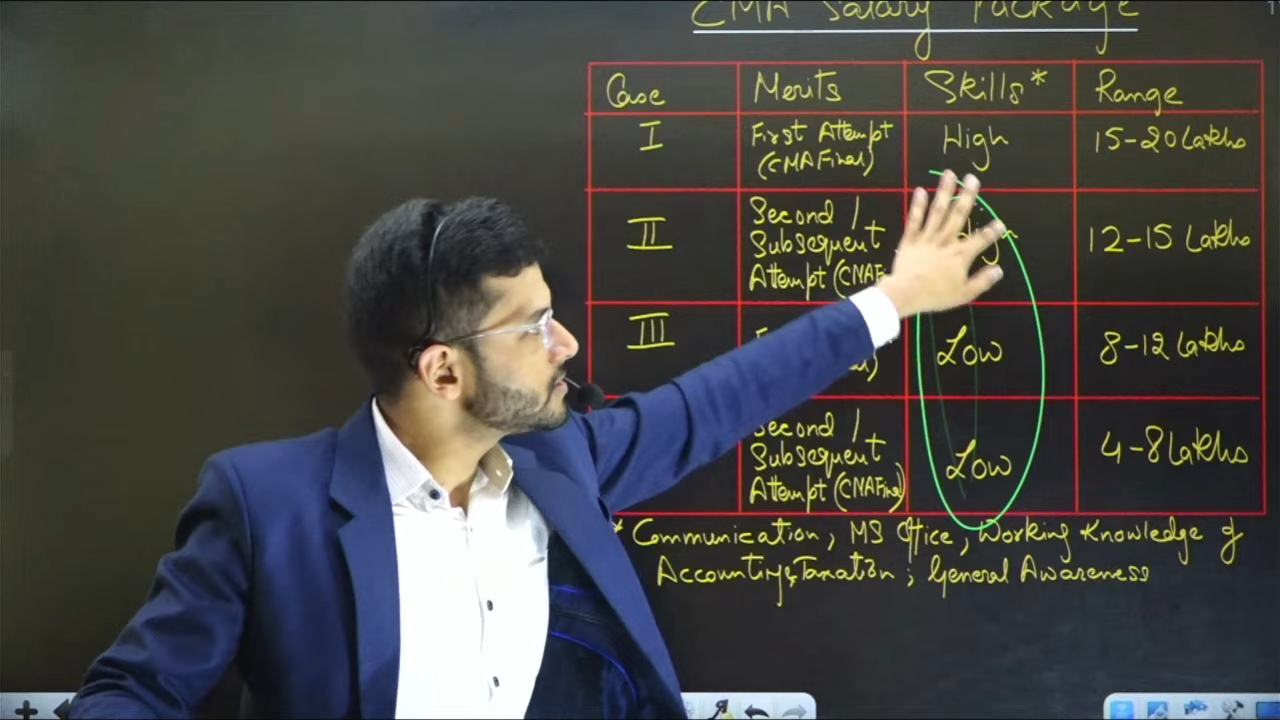 CMA Salary Package
Case Merits Skills* Range
I First Attempt (CMA Final) High 15-20 Lakhs
II Second / Subsequent Attempt (CMA High 12-15 Lakhs
III Low 8-12 Lakhs
Second / Subsequent Attempt (CMA Final) Low 4-8 Lakhs
* Communication, MS Office, Working Knowledge of
Accounting & Taxation, General Awareness